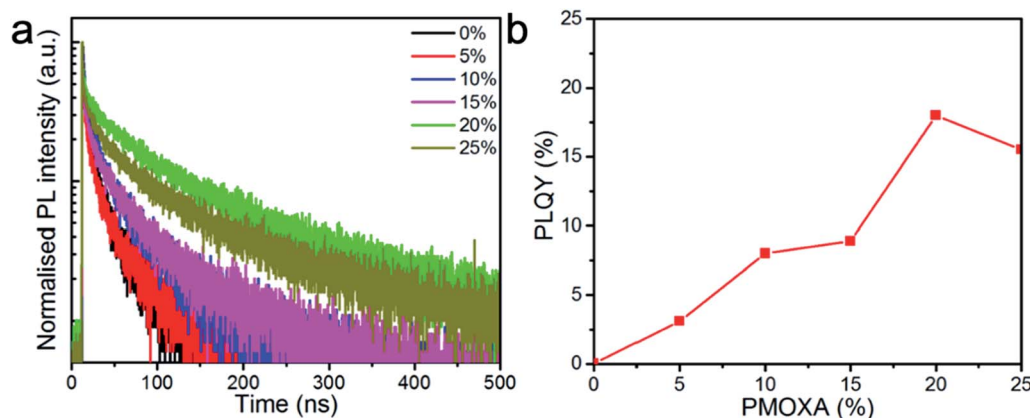 a
Normalised PL intensity (a.u.)
0%
5%
10%
15%
20%
25%
0 100 200 300 400 500
Time (ns)
b
PLQY (%)
25
20
15
10
5
0
0 5 10 15 20 25
PMOXA (%)